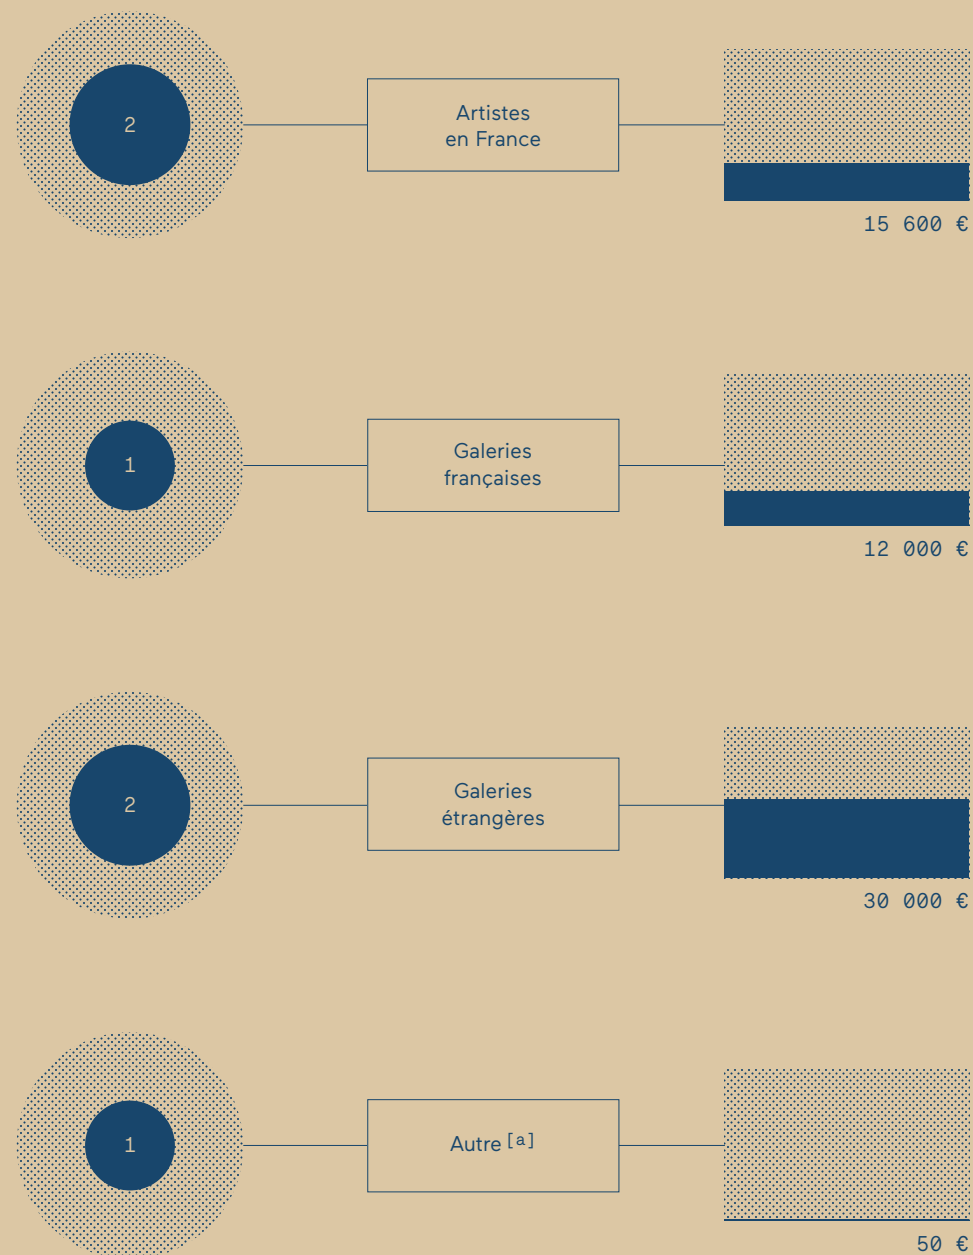 2
Artistes
en France
15 600 €
1
Galeries
françaises
12 000 €
2
Galeries
étrangères
30 000 €
1
Autre [a]
50 €